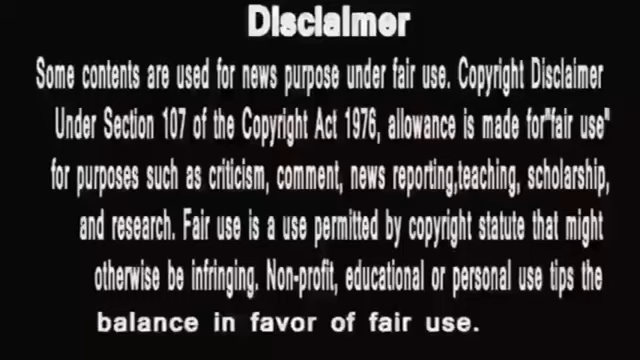 Disclaimer
Some contents are used for news purpose under fair use. Copyright Disclaimer
Under Section 107 of the Copyright Act 1976, allowance is made for"fair use"
for purposes such as criticism, comment, news reporting,teaching, scholarship,
and research. Fair use is a use permitted by copyright statute that might
otherwise be infringing. Non-profit, educational or personal use tips the
balance in favor of fair use.